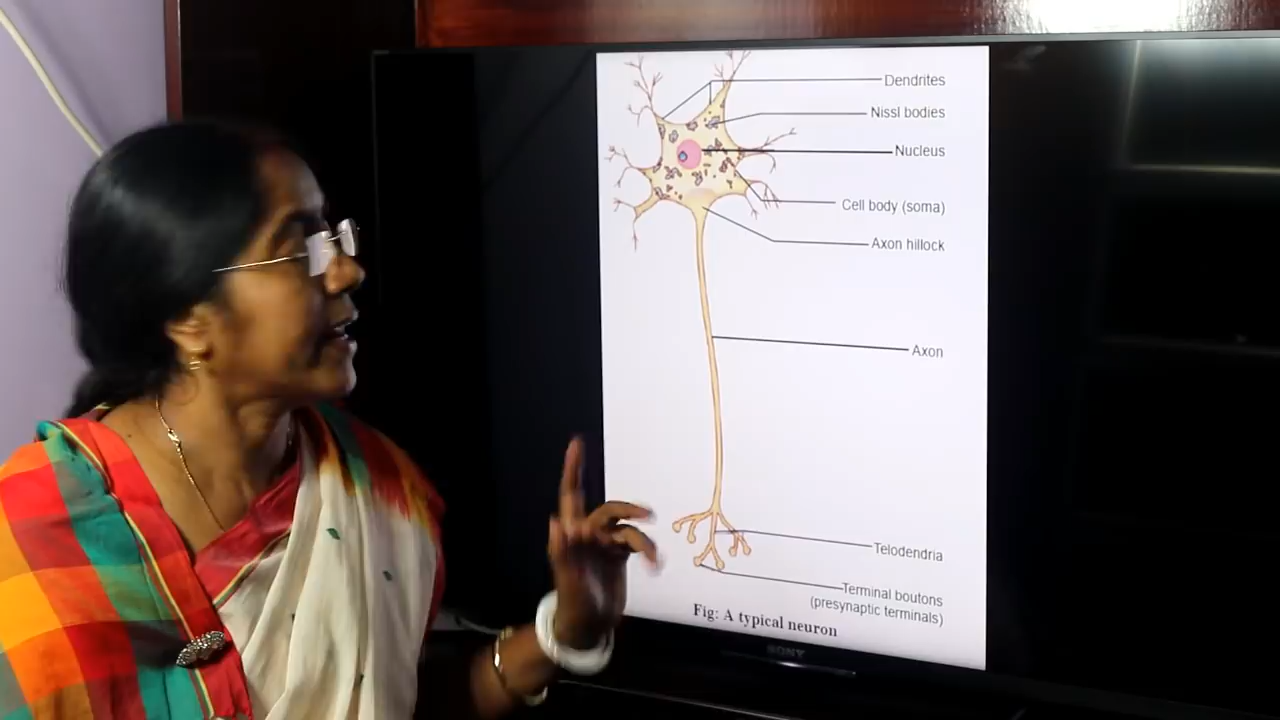 Dendrites
Nissl bodies
Nucleus
Cell body (soma)
Axon hillock
Axon
Telodendria
Terminal boutons
(presynaptic terminals)
Fig: A typical neuron
SONY